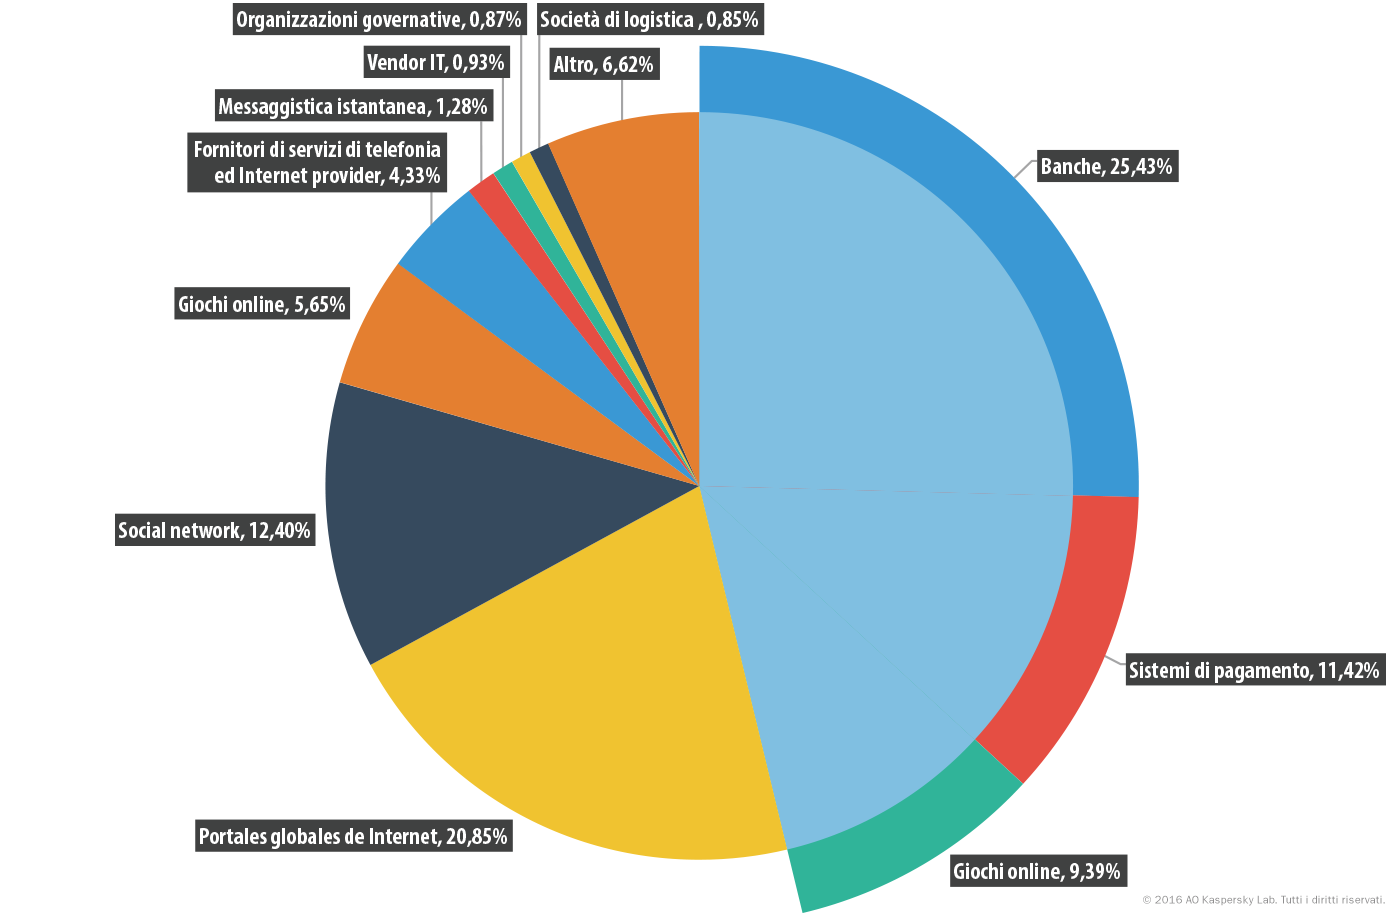 Organizzazioni governative, 0,87%
Società di logistica , 0,85%
Vendor IT, 0,93%
Altro, 6,62%
Messaggistica istantanea, 1,28%
Fornitori di servizi di telefonia
ed Internet provider, 4,33%
Banche, 25,43%
Giochi online, 5,65%
Social network, 12,40%
Sistemi di pagamento, 11,42%
Portales globales de Internet, 20,85%
Giochi online, 9,39%
© 2016 AO Kaspersky Lab. Tutti i diritti riservati.